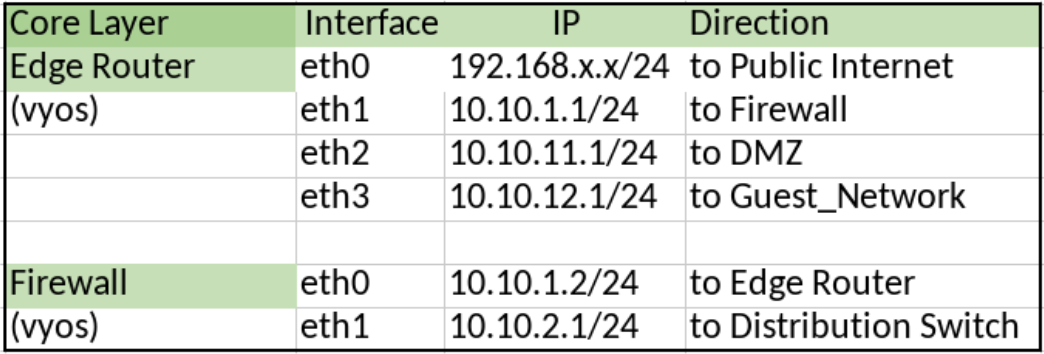 Core Layer Interface IP Direction
Edge Router eth0 192.168.x.x/24 to Public Internet
(vyos) eth1 10.10.1.1/24 to Firewall
eth2 10.10.11.1/24 to DMZ
eth3 10.10.12.1/24 to Guest_Network
Firewall eth0 10.10.1.2/24 to Edge Router
(vyos) eth1 10.10.2.1/24 to Distribution Switch